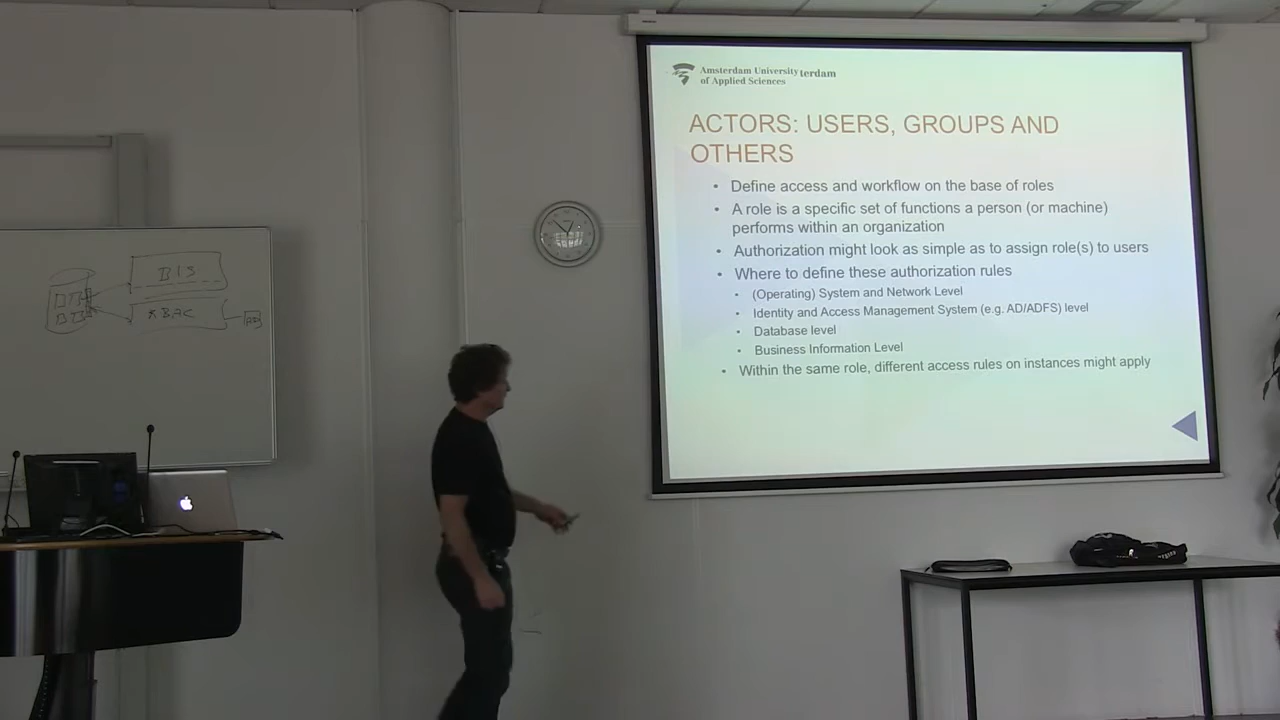 BIS
RBAC
Amsterdam University terdam
of Applied Sciences
ACTORS: USERS, GROUPS AND
OTHERS
• Define access and workflow on the base of roles
• A role is a specific set of functions a person (or machine)
performs within an organization
• Authorization might look as simple as to assign role(s) to users
• Where to define these authorization rules
• (Operating) System and Network Level
• Identity and Access Management System (e.g. AD/ADFS) level
• Database level
• Business Information Level
• Within the same role, different access rules on instances might apply